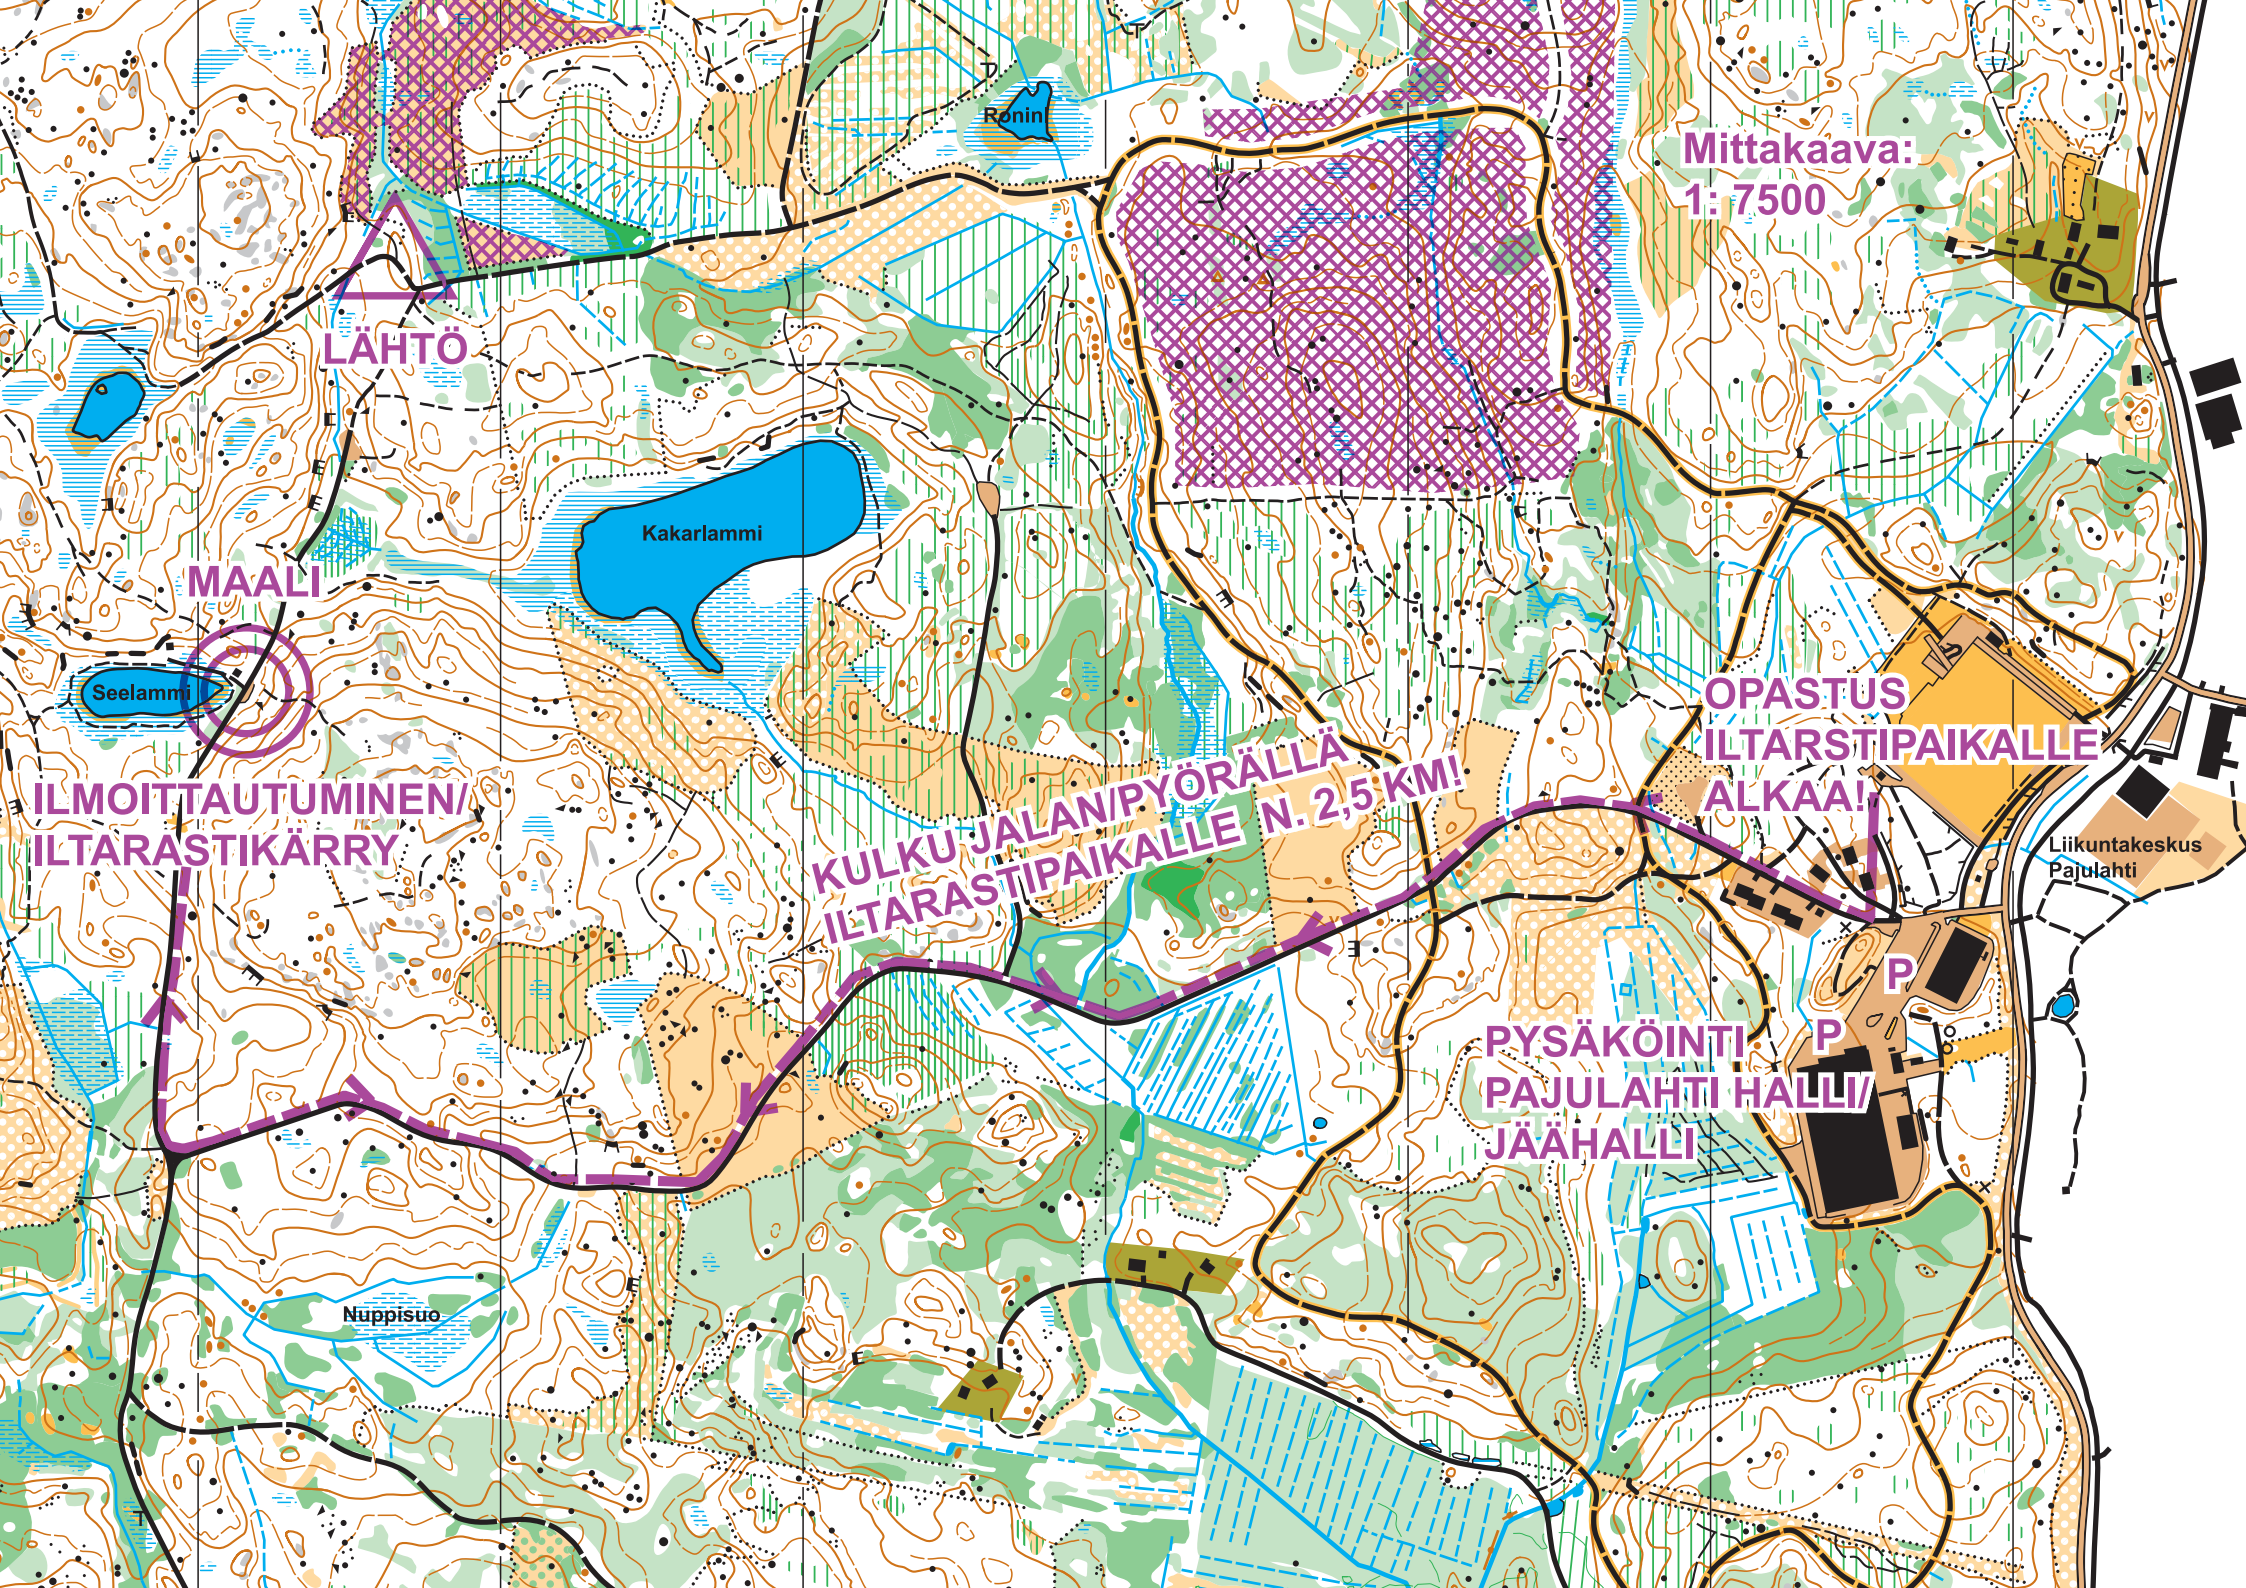 Ronin
Mittakaava:
1: 7500
LÄHTÖ
Kakarlammi
MAALI
Seelammi
OPASTUS
ILTARSTIPAIKALLE
ALKAA!
ILMOITTAUTUMINEN/
ILTARASTIKÄRRY
KULKU JALAN/PYÖRÄLLÄ
ILTARASTIPAIKALLE N. 2,5 KM!
Liikuntakeskus
Pajulahti
P
P
PYSÄKÖINTI
PAJULAHTI HALLI/
JÄÄHALLI
Nuppisuo